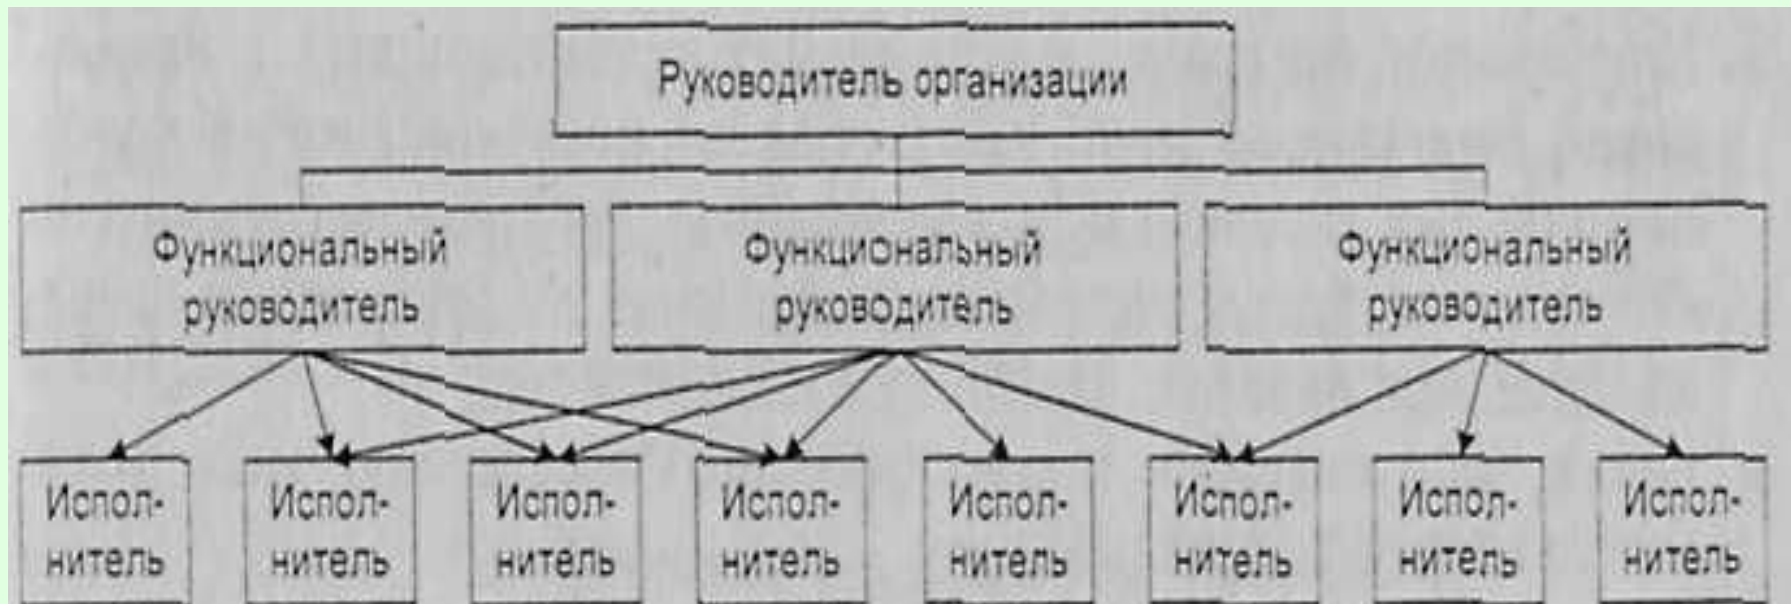 Руководитель организации
Функциональный
руководитель
Функциональный
руководитель
Функциональный
руководитель
Испол-
нитель
Испол-
нитель
Испол-
нитель
Испол-
нитель
Испол-
нитель
Испол-
нитель
Испол-
нитель
Испол-
нитель